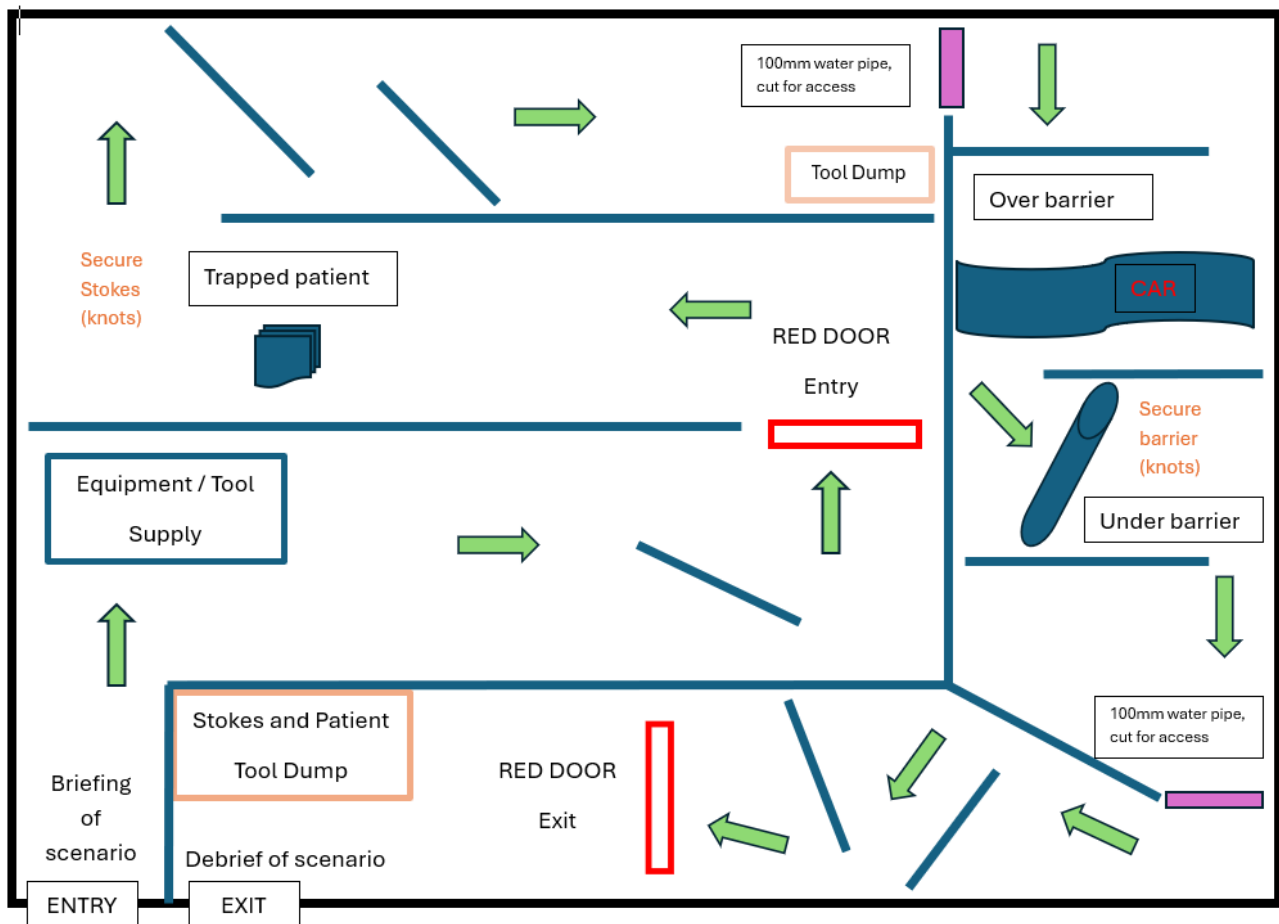 100mm water pipe,
cut for access
Tool Dump
Over barrier
CAR
Secure
Stokes
(knots)
Trapped patient
RED DOOR
Entry
Secure
barrier
(knots)
Under barrier
Equipment / Tool
Supply
100mm water pipe,
cut for access
Stokes and Patient
Tool Dump
RED DOOR
Exit
Briefing
of
scenario
Debrief of scenario
ENTRY
EXIT